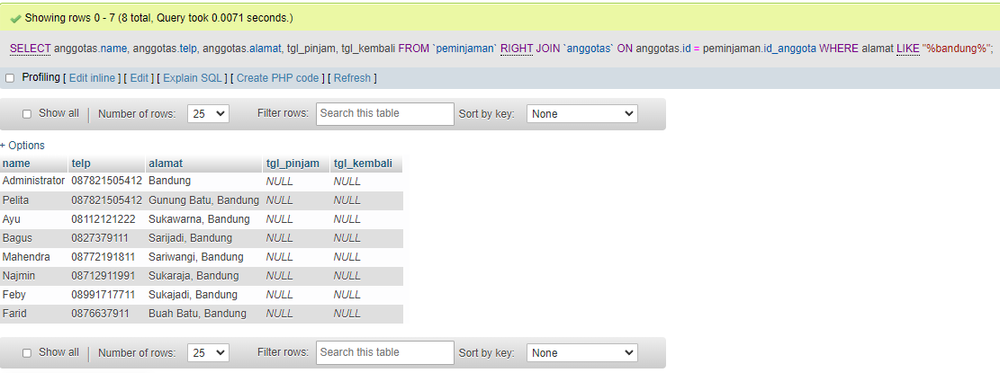 Showing rows 0 - 7 (8 total, Query took 0.0071 seconds.)
SELECT anggotas.name, anggotas.telp, anggotas.alamat, tgl_pinjam, tgl_kembali FROM `peminjaman` RIGHT JOIN `anggotas` ON anggotas.id = peminjaman.id_anggota WHERE alamat LIKE "%bandung%";
Profiling [ Edit inline ] [ Edit ] [ Explain SQL ] [ Create PHP code ] [ Refresh ]
Show all | Number of rows: 25 Filter rows: Search this table Sort by key: None
+ Options
name telp alamat tgl_pinjam tgl_kembali
Administrator 087821505412 Bandung NULL NULL
Pelita 087821505412 Gunung Batu, Bandung NULL NULL
Ayu 08112121222 Sukawarna, Bandung NULL NULL
Bagus 0827379111 Sarijadi, Bandung NULL NULL
Mahendra 08772191811 Sariwangi, Bandung NULL NULL
Najmin 08712911991 Sukaraja, Bandung NULL NULL
Feby 08991717711 Sukajadi, Bandung NULL NULL
Farid 0876637911 Buah Batu, Bandung NULL NULL
Show all | Number of rows: 25 Filter rows: Search this table Sort by key: None